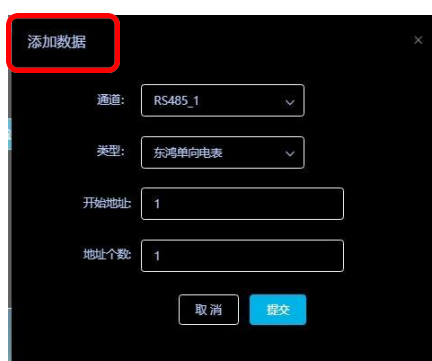 添加数据
通道: RS485_1
类型: 东鸿单向电表
开始地址: 1
地址个数: 1
取消 提交